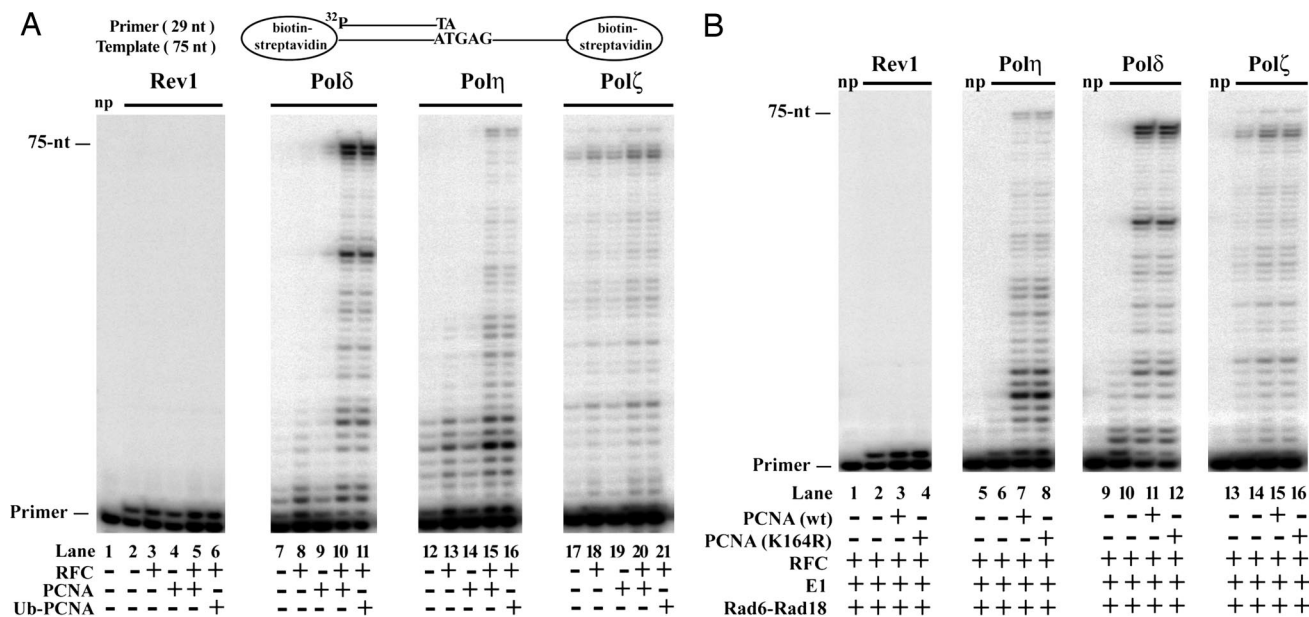 A
B
Primer ( 29 nt )
Template ( 75 nt )
biotin-
streptavidin
32P
TA
ATGAG
biotin-
streptavidin
Rev1
Polδ
Polη
Polζ
np
75-nt
Primer
Lane 1 2 3 4 5 6 7 8 9 10 11 12 13 14 15 16 17 18 19 20 21
RFC - - + - + + - + - + + - + - + + - + - + +
PCNA - - - + + - - - + + - - - + + - - - + + -
Ub-PCNA - - - - - + - - - - + - - - - + - - - - +
Rev1
Polη
Polδ
Polζ
np
np
np
np
75-nt
Primer
Lane 1 2 3 4 5 6 7 8 9 10 11 12 13 14 15 16
PCNA (wt) - - + - - - + - - - + - - - + -
PCNA (K164R) - - - + - - - + - - - + - - - +
RFC + + + + + + + + + + + + + + + +
E1 + + + + + + + + + + + + + + + +
Rad6-Rad18 + + + + + + + + + + + + + + + +